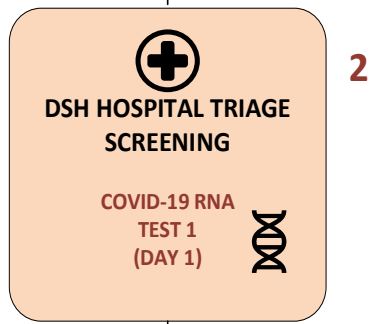 2
DSH HOSPITAL TRIAGE
SCREENING
COVID-19 RNA
TEST 1
(DAY 1)